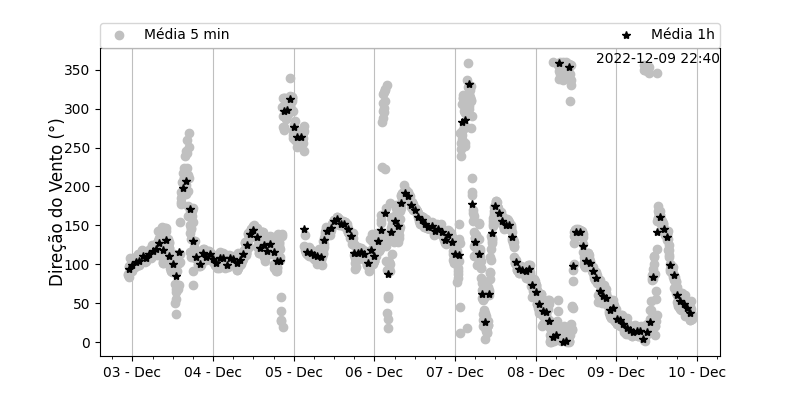 Média 5 min
Média 1h
2022-12-09 22:40
Direção do Vento (°)
350
300
250
200
150
100
50
0
03 - Dec
04 - Dec
05 - Dec
06 - Dec
07 - Dec
08 - Dec
09 - Dec
10 - Dec